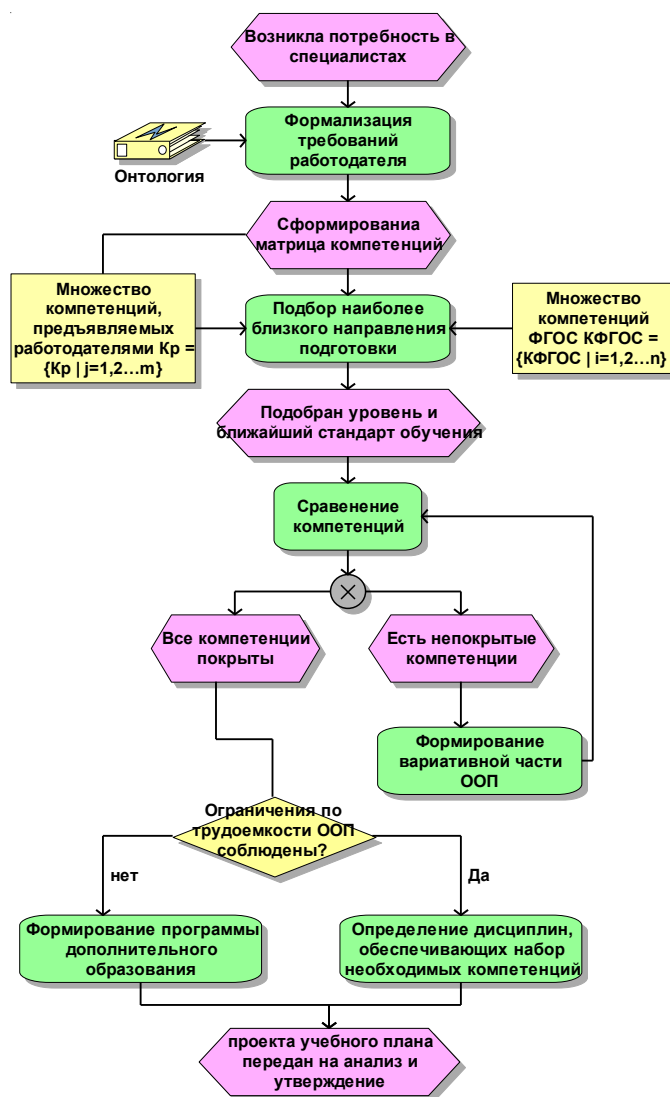 Возникла потребность в
специалистах
Формализация
требований
работодателя
Онтология
Сформированиа
матрица компетенций
Множество
компетенций,
предъявляемых
работодателями Кр =
{Кр | j=1,2…m}
Подбор наиболее
близкого направления
подготовки
Множество
компетенций
ФГОС КФГОС =
{КФГОС | i=1,2…n}
Подобран уровень и
ближайший стандарт обучения
Сравенение
компетенций
Все компетенции
покрыты
Есть непокрытые
компетенции
Формирование
вариативной части
ООП
Ограничения по
трудоемкости ООП
соблюдены?
нет
Да
Формирование программы
дополнительного
образования
Определение дисциплин,
обеспечивающих набор
необходимых компетенций
проекта учебного плана
передан на анализ и
утверждение